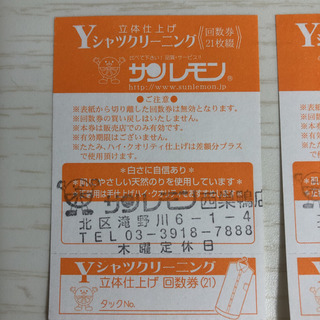 立体仕上げ
Yシャツクリーニング
回数券
21枚綴
サンレモン®
http://www.sunlemon.jp
●ご注意●
※表紙から切り離した回数券は無効となります。
※回数券の買い戻しはいたしません。
※本券は販売店でのみ有効です。
※有効期限はございません。
※たたみ、ハイ・クオリティ仕上げは差額分プラス
で使用頂けます。
★白さに自信あり★
やさしい天然のりを使用しています
サンレモン西巣鴨店
北区滝野川6-1-4
TEL 03-3918-7888
木曜定休日
Yシャツクリーニング
立体仕上げ 回数券(21)
タックNo.